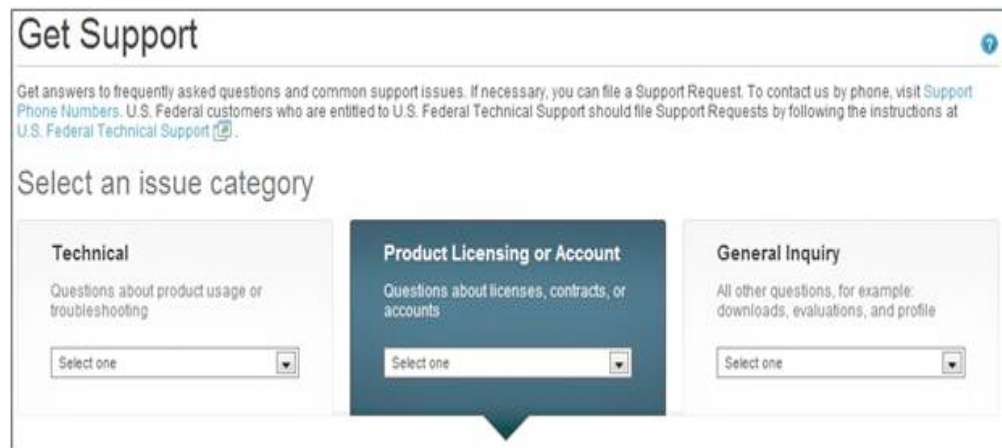 Get Support
?
Get answers to frequently asked questions and common support issues. If necessary, you can file a Support Request. To contact us by phone, visit Support
Phone Numbers. U.S. Federal customers who are entitled to U.S. Federal Technical Support should file Support Requests by following the instructions at
U.S. Federal Technical Support .
Select an issue category
Technical
Questions about product usage or
troubleshooting
Select one
Product Licensing or Account
Questions about licenses, contracts, or
accounts
Select one
General Inquiry
All other questions, for example:
downloads, evaluations, and profile
Select one